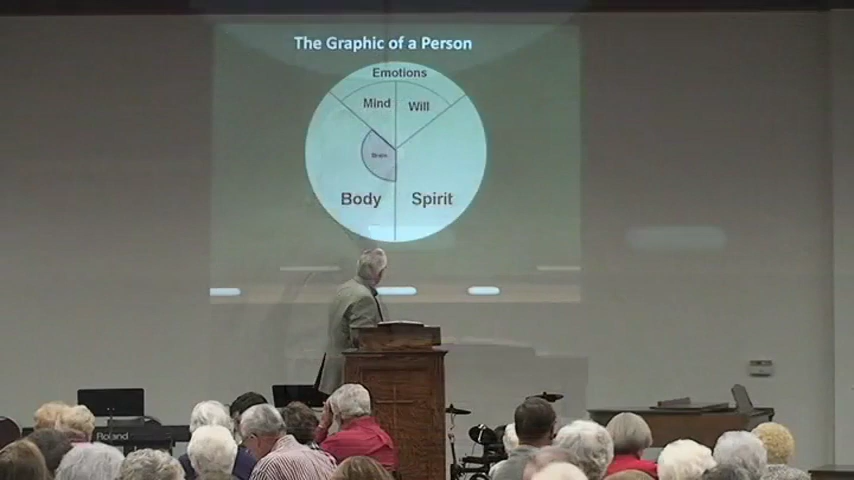 The Graphic of a Person
Emotions
Mind
Will
Brain
Body
Spirit
Roland